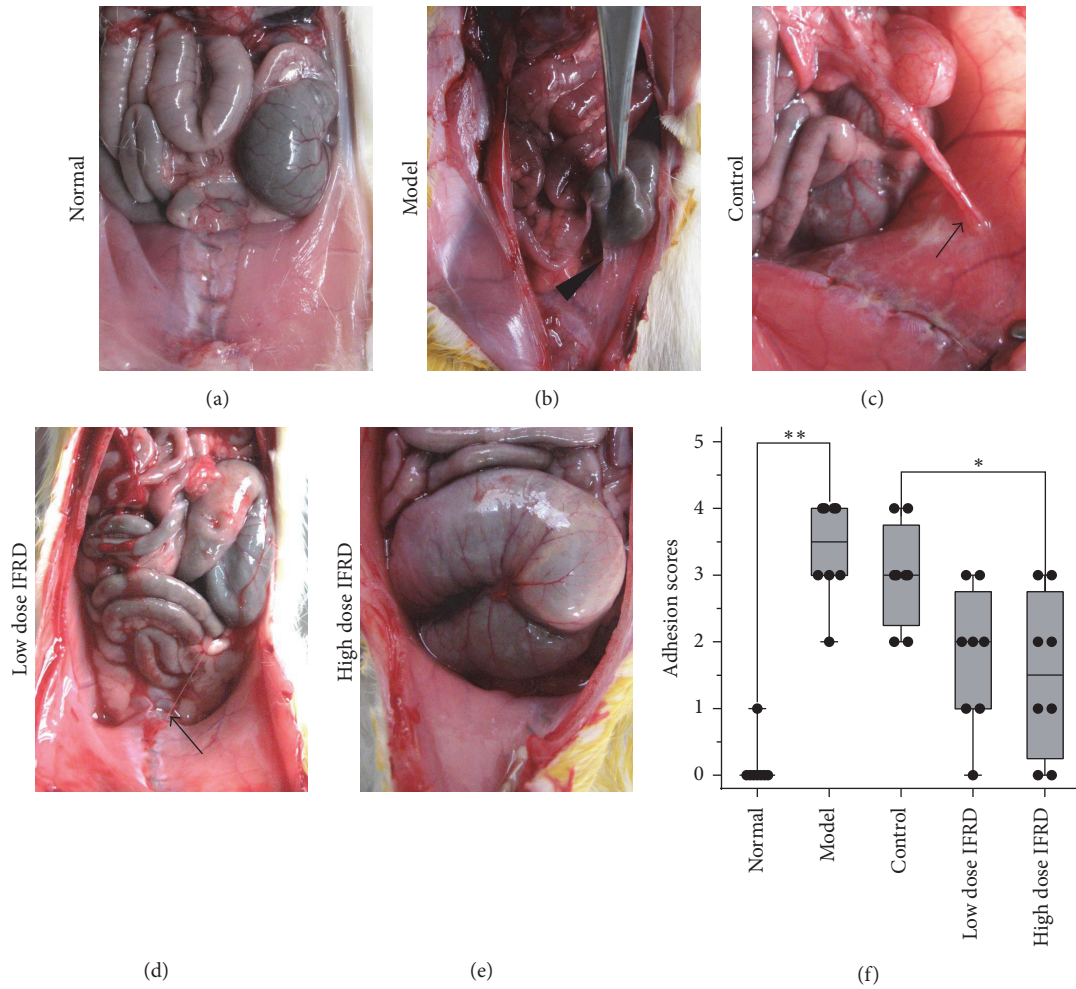 Normal
(a)
Model
(b)
Control
(c)
Low dose IFRD
(d)
High dose IFRD
(e)
Adhesion scores
5
4
3
2
1
0
**
*
Normal
Model
Control
Low dose IFRD
High dose IFRD
(f)